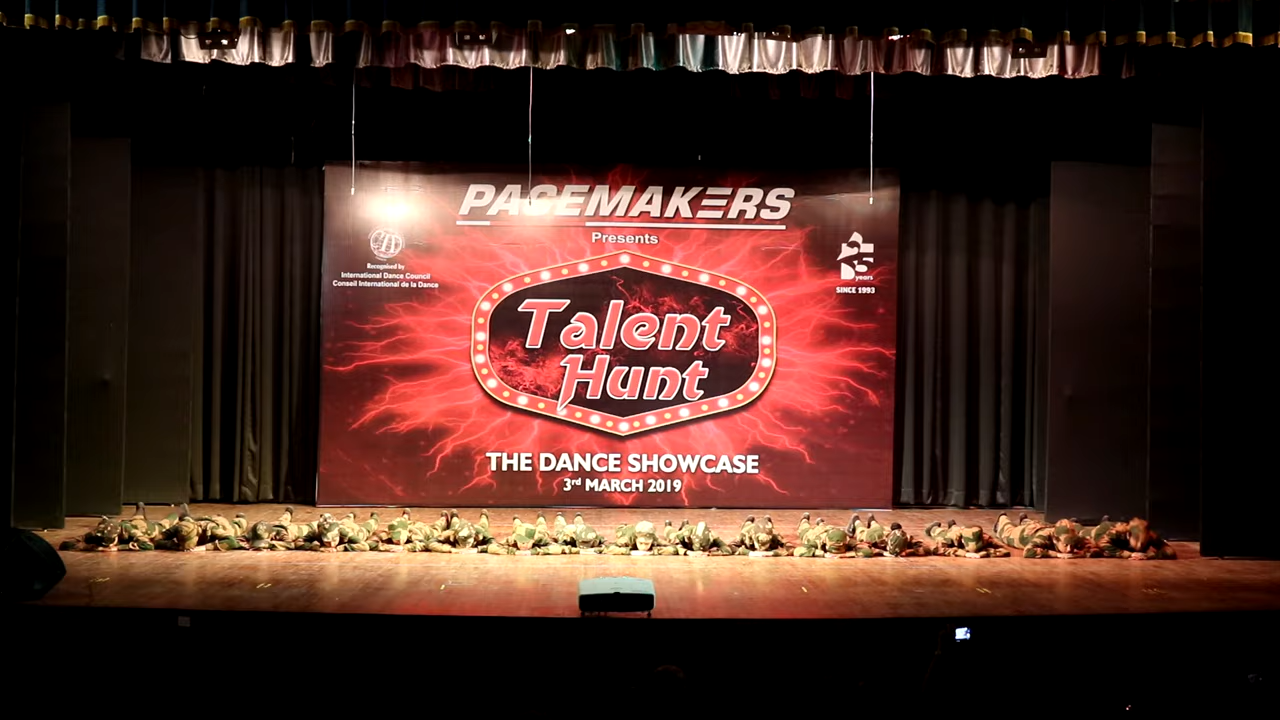 PACEMAKERS
Presents
Recognised by
International Dance Council
Conseil International de la Dance
25
years
SINCE 1993
Talent
Hunt
THE DANCE SHOWCASE
3rd MARCH 2019